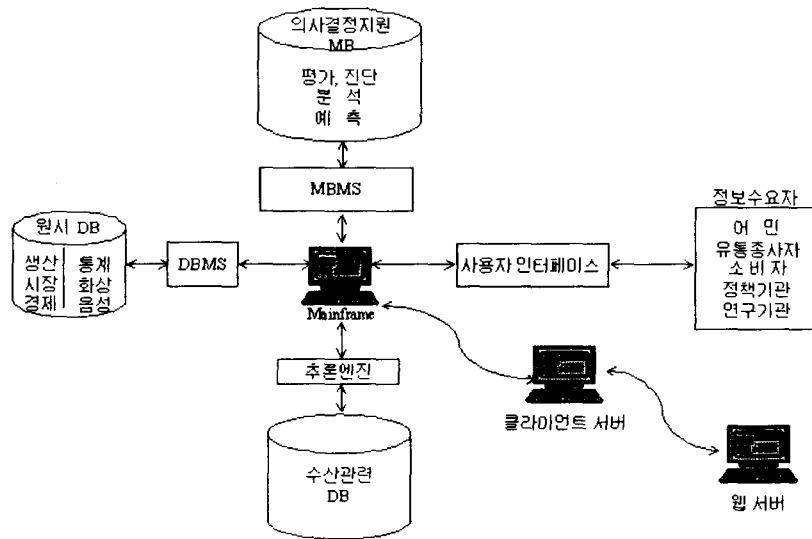 의사결정지원
MB
평가, 진단
분 석
예 측
MBMS
정보수요자
어 민
유통종사자
소 비 자
정책기관
연구기관
원시 DB
생산 통계
시장 화상
경제 음성
DBMS
사용자 인터페이스
Mainframe
추론엔진
클라이언트 서버
수산관련
DB
웹 서버